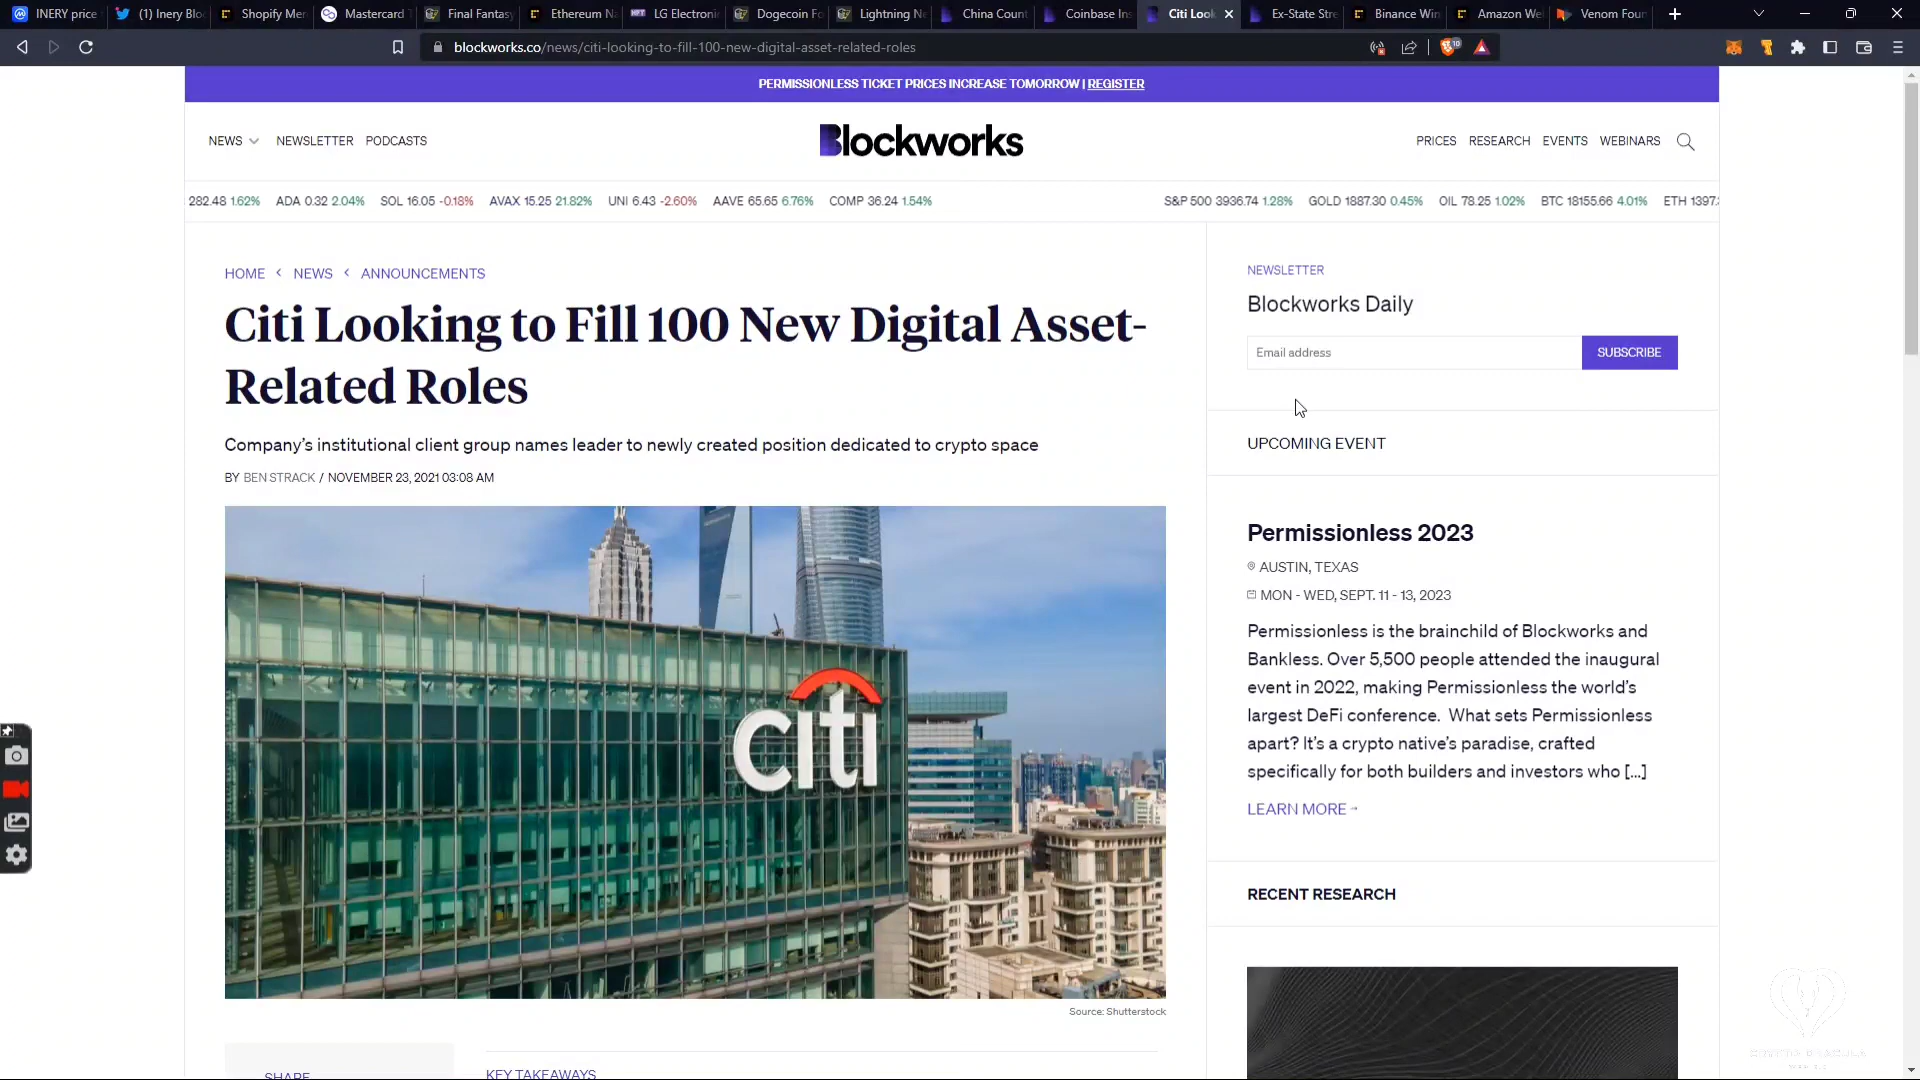 INERY price
(1) Inery Blo
Shopify Mer
Mastercard
Final Fantasy
Ethereum N
LG Electroni
Dogecoin Fo
Lightning N
China Count
Coinbase Ins
Citi Look
Ex-State Stre
Binance Win
Amazon We
Venom Foun
blockworks.co/news/citi-looking-to-fill-100-new-digital-asset-related-roles
10
PERMISSIONLESS TICKET PRICES INCREASE TOMORROW | REGISTER
NEWS NEWSLETTER PODCASTS
Blockworks
PRICES RESEARCH EVENTS WEBINARS
282.48 1.62% ADA 0.32 2.04% SOL 16.05 -0.18% AVAX 15.25 21.82% UNI 6.43 -2.60% AAVE 65.65 6.76% COMP 36.24 1.54%
S&P 500 3936.74 1.28% GOLD 1887.30 0.45% OIL 78.25 1.02% BTC 18155.66 4.01% ETH 1397.
HOME < NEWS < ANNOUNCEMENTS
Citi Looking to Fill 100 New Digital Asset-
Related Roles
Company's institutional client group names leader to newly created position dedicated to crypto space
BY BEN STRACK / NOVEMBER 23, 2021 03:08 AM
citi
Source: Shutterstock
SHARE
KEY TAKEAWAYS
NEWSLETTER
Blockworks Daily
Email address
SUBSCRIBE
UPCOMING EVENT
Permissionless 2023
AUSTIN, TEXAS
MON - WED, SEPT. 11 - 13, 2023
Permissionless is the brainchild of Blockworks and
Bankless. Over 5,500 people attended the inaugural
event in 2022, making Permissionless the world's
largest DeFi conference. What sets Permissionless
apart? It's a crypto native's paradise, crafted
specifically for both builders and investors who [...]
LEARN MORE
RECENT RESEARCH